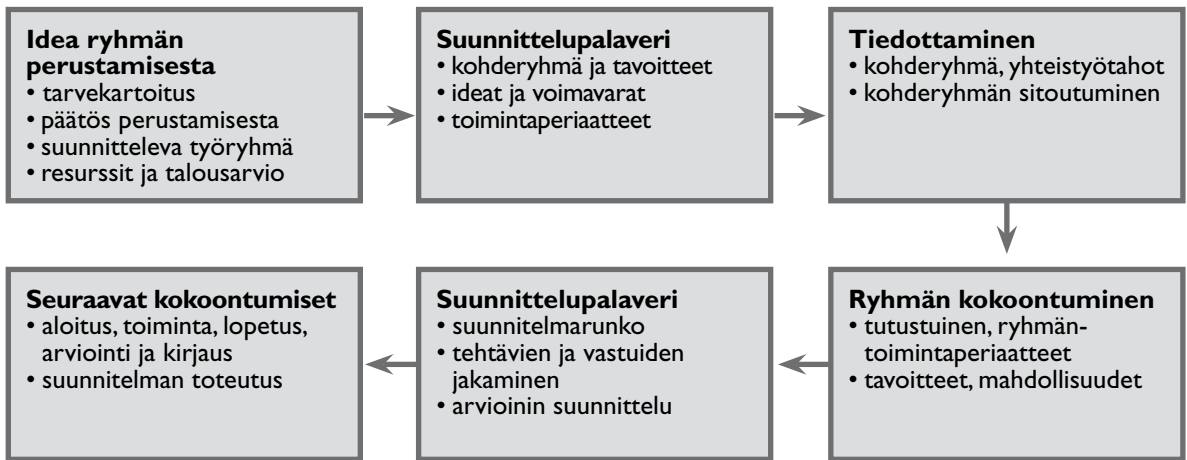 Idea ryhmän
perustamisesta
• tarvekartoitus
• päätös perustamisesta
• suunnitteleva työryhmä
• resurssit ja talousarvio
Suunnittelupalaveri
• kohderyhmä ja tavoitteet
• ideat ja voimavarat
• toimintaperiaatteet
Tiedottaminen
• kohderyhmä, yhteistyötahot
• kohderyhmän sitoutuminen
Ryhmän kokoontuminen
• tutustuinen, ryhmän-
toimintaperiaatteet
• tavoitteet, mahdollisuudet
Suunnittelupalaveri
• suunnitelmarunko
• tehtävien ja vastuiden
jakaminen
• arvioinin suunnittelu
Seuraavat kokoontumiset
• aloitus, toiminta, lopetus,
arviointi ja kirjaus
• suunnitelman toteutus